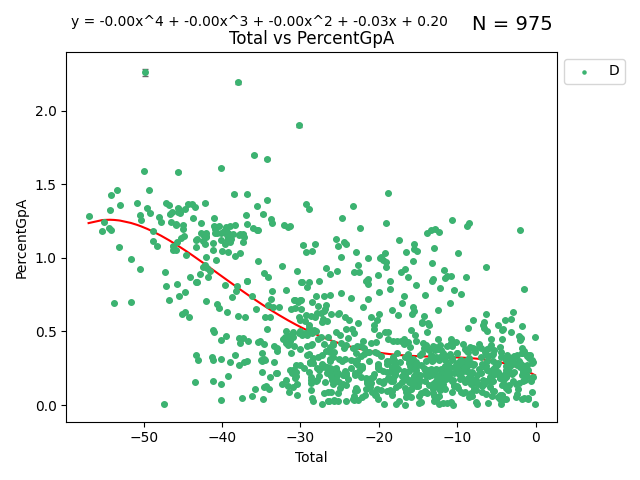 y = -0.00x^4 + -0.00x^3 + -0.00x^2 + -0.03x + 0.20
N = 975
Total vs PercentGpA
D
PercentGpA
2.0
1.5
1.0
0.5
0.0
−50
−40
−30
−20
−10
0
Total